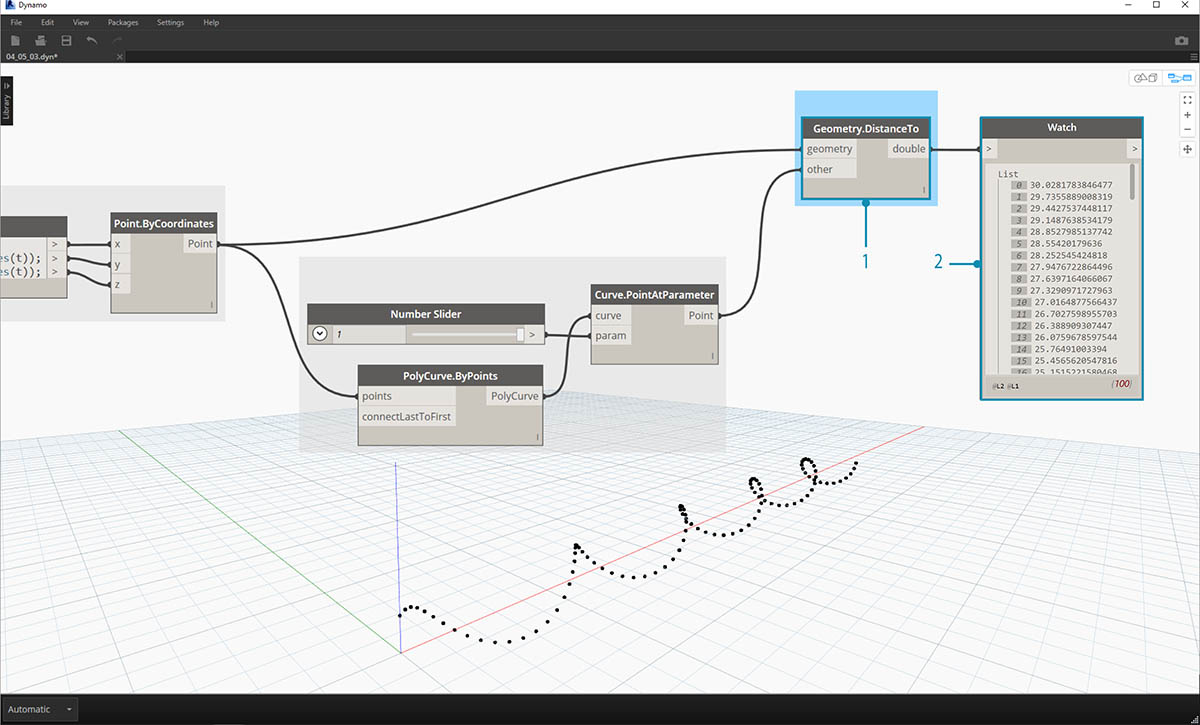 Dynamo
File Edit View Packages Settings Help
04_05_03.dyn*
Library
Geometry.DistanceTo
geometry double
other
1
Watch
> >
List
0 30.0281783846477
1 29.7355889008319
2 29.4427537448117
3 29.1487638534179
4 28.8527985137742
5 28.55420179636
6 28.252545424818
7 27.9476722864496
8 27.6397164066067
9 27.3290971727963
10 27.0164877566437
11 26.7027598955703
12 26.388909307447
13 26.0759678597544
14 25.76491003394
15 25.4565620547816
16 25.1515221580468
@L2 @L1 {100}
2
es(t)); >
es(t)); >
>
Point.ByCoordinates
x Point
y
z
Number Slider
1 >
PolyCurve.ByPoints
points PolyCurve
connectLastToFirst
Curve.PointAtParameter
curve Point
param
Automatic